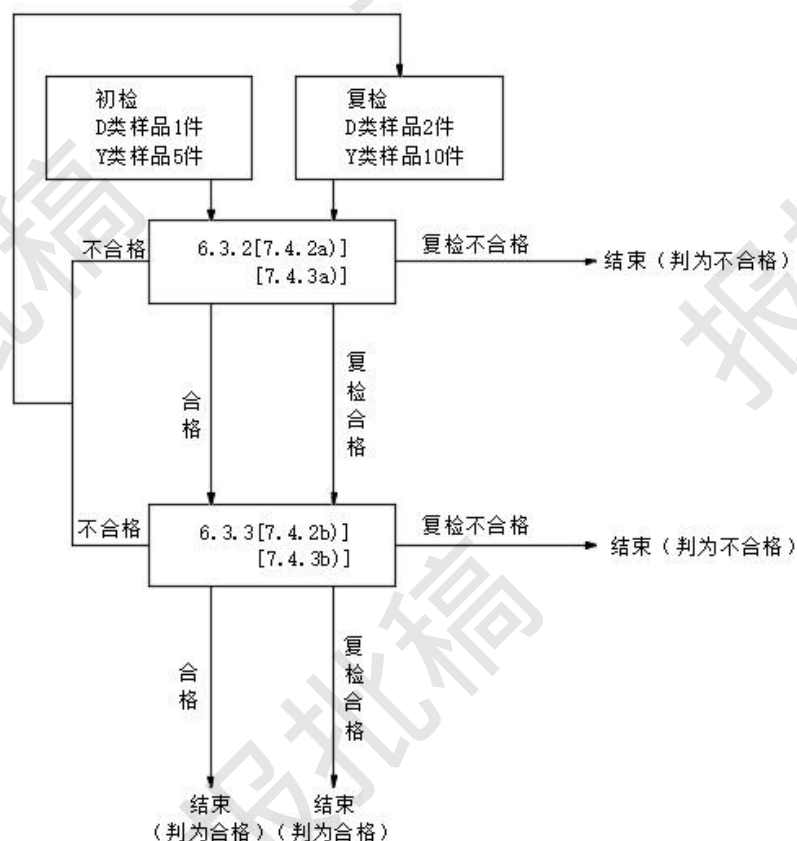 初检
D类样品1件
Y类样品5件
复检
D类样品2件
Y类样品10件
不合格
6.3.2[7.4.2a)]
[7.4.3a)]
复检不合格
结束（判为不合格）
合格
复检合格
不合格
6.3.3[7.4.2b)]
[7.4.3b)]
复检不合格
结束（判为不合格）
合格
复检合格
结束
（判为合格）
结束
（判为合格）
报批稿